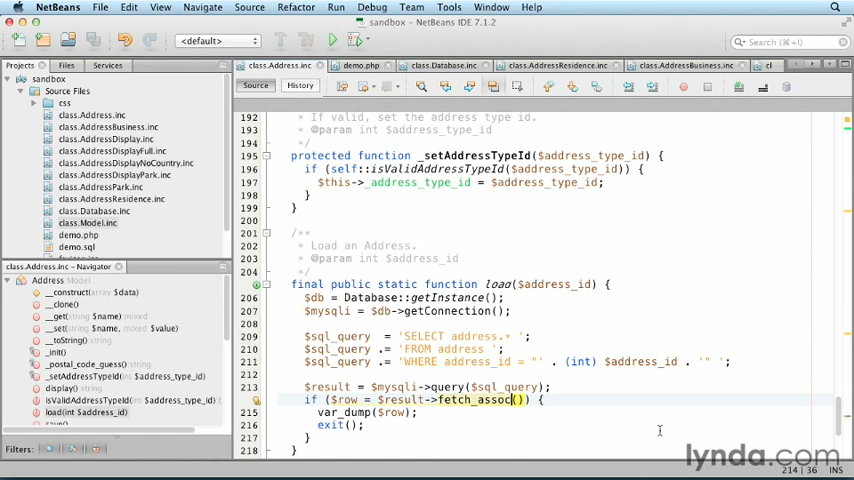 NetBeans File Edit View Navigate Source Refactor Run Debug Team Tools Window Help
sandbox - NetBeans IDE 7.1.2
<default>
Search (⌘+I)
Projects Files Services
class.Address.inc demo.php class.Database.inc class.AddressResidence.inc class.AddressBusiness.inc cl
Source History
sandbox
Source Files
css
class.Address.inc
class.AddressBusiness.inc
class.AddressDisplay.inc
class.AddressDisplayFull.inc
class.AddressDisplayNoCountry.inc
class.AddressDisplayPark.inc
class.AddressPark.inc
class.AddressResidence.inc
class.Database.inc
class.Model.inc
demo.php
demo.sql
class.Address.inc - Navigator
Address Model
__construct(array $data)
__clone()
__get(string $name):mixed
__set(string $name, mixed $value)
__toString():string
_init()
_postal_code_guess():string
_setAddressTypeId(int $address_type_id)
display():string
isValidAddressTypeId(int $address_type_id)
load(int $address_id)
192 * If valid, set the address type id.
193 * @param int $address_type_id
194 */
195 protected function _setAddressTypeId($address_type_id) {
196 if (self::isValidAddressTypeId($address_type_id)) {
197 $this->_address_type_id = $address_type_id;
198 }
199 }
200
201 /**
202 * Load an Address.
203 * @param int $address_id
204 */
final public static function load($address_id) {
206 $db = Database::getInstance();
207 $mysqli = $db->getConnection();
208
209 $sql_query = 'SELECT address.* ';
210 $sql_query .= 'FROM address ';
211 $sql_query .= 'WHERE address_id = "' . (int) $address_id . '" ';
212
213 $result = $mysqli->query($sql_query);
if ($row = $result->fetch_assoc()) {
215 var_dump($row);
216 exit();
217 }
218 }
lynda.com
214 | 36 INS